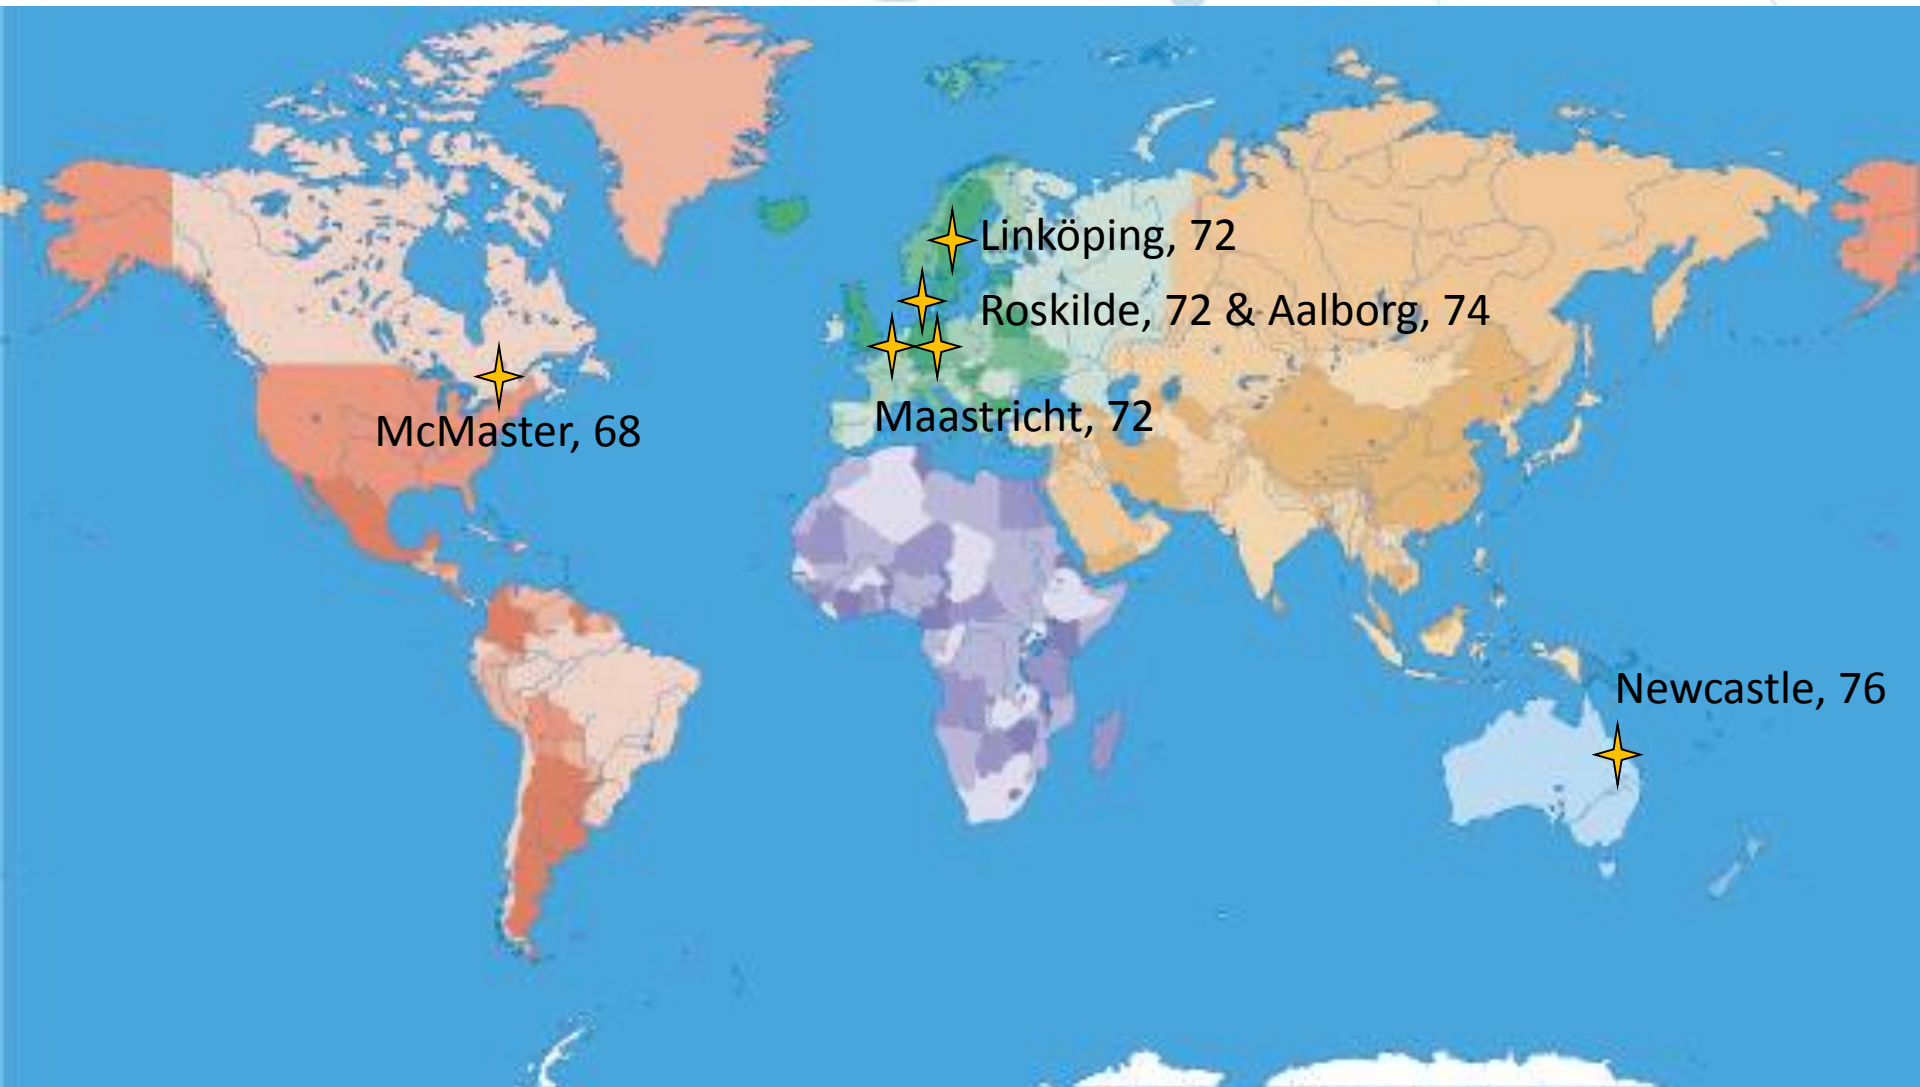 Linköping, 72
Roskilde, 72 & Aalborg, 74
Maastricht, 72
McMaster, 68
Newcastle, 76